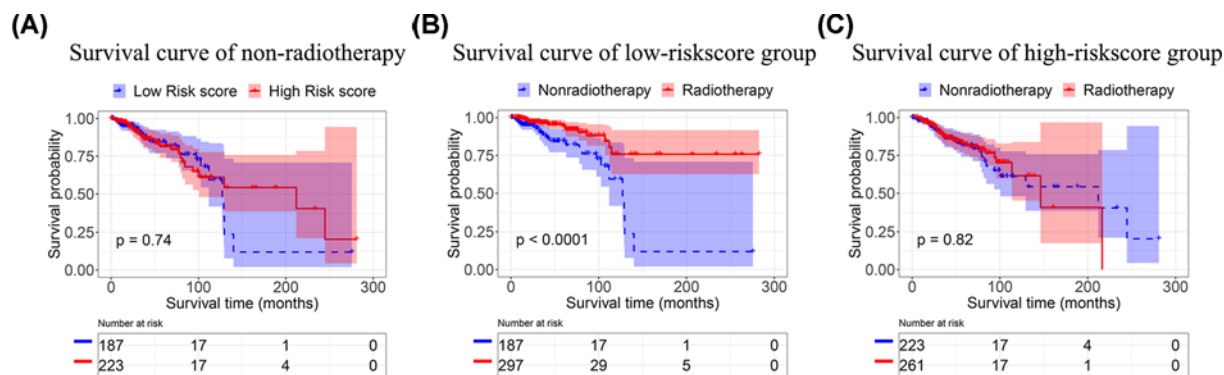 (A)
Survival curve of non-radiotherapy
Low Risk score High Risk score
Survival probability
1.00
0.75
0.50
0.25
0.00
p = 0.74
0 100 200 300
Survival time (months)
Number at risk
187 17 1 0
223 17 4 0
(B)
Survival curve of low-riskscore group
Nonradiotherapy Radiotherapy
Survival probability
1.00
0.75
0.50
0.25
0.00
p < 0.0001
0 100 200 300
Survival time (months)
Number at risk
187 17 1 0
297 29 5 0
(C)
Survival curve of high-riskscore group
Nonradiotherapy Radiotherapy
Survival probability
1.00
0.75
0.50
0.25
0.00
p = 0.82
0 100 200 300
Survival time (months)
Number at risk
223 17 4 0
261 17 1 0